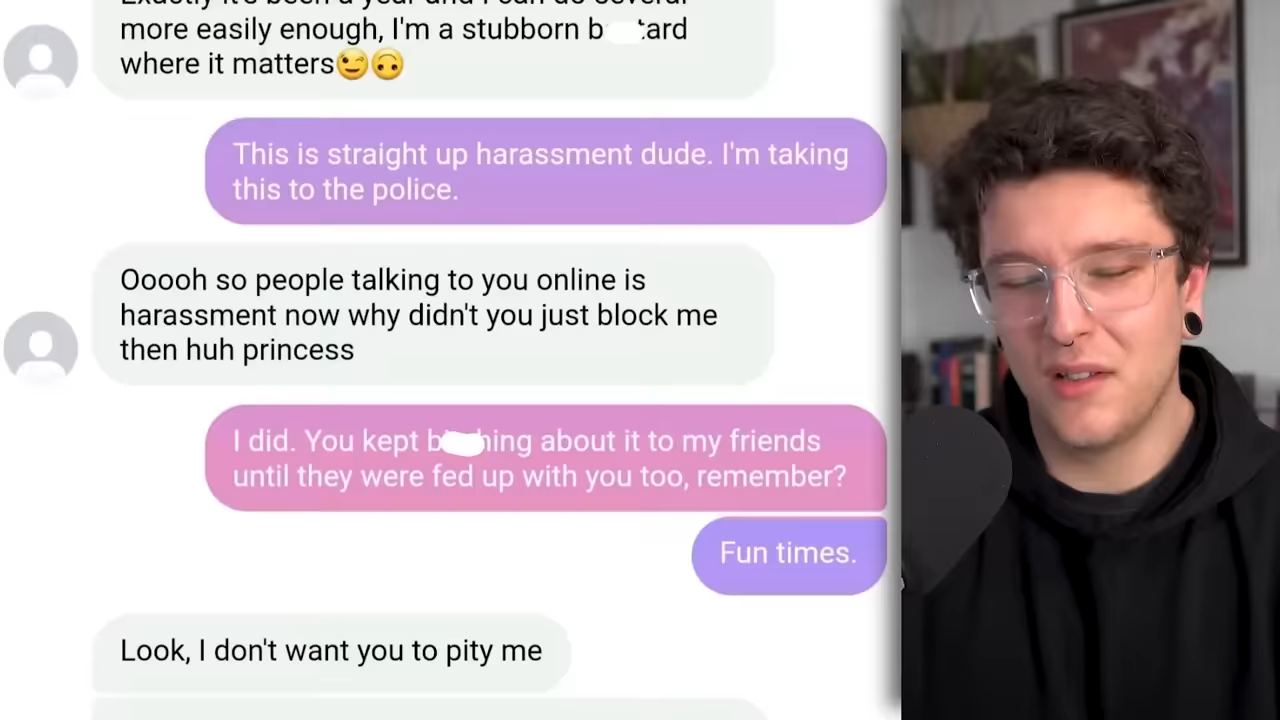 more easily enough, I'm a stubborn b tard
where it matters😉🙃
This is straight up harassment dude. I'm taking
this to the police.
Ooooh so people talking to you online is
harassment now why didn't you just block me
then huh princess
I did. You kept b hing about it to my friends
until they were fed up with you too, remember?
Fun times.
Look, I don't want you to pity me